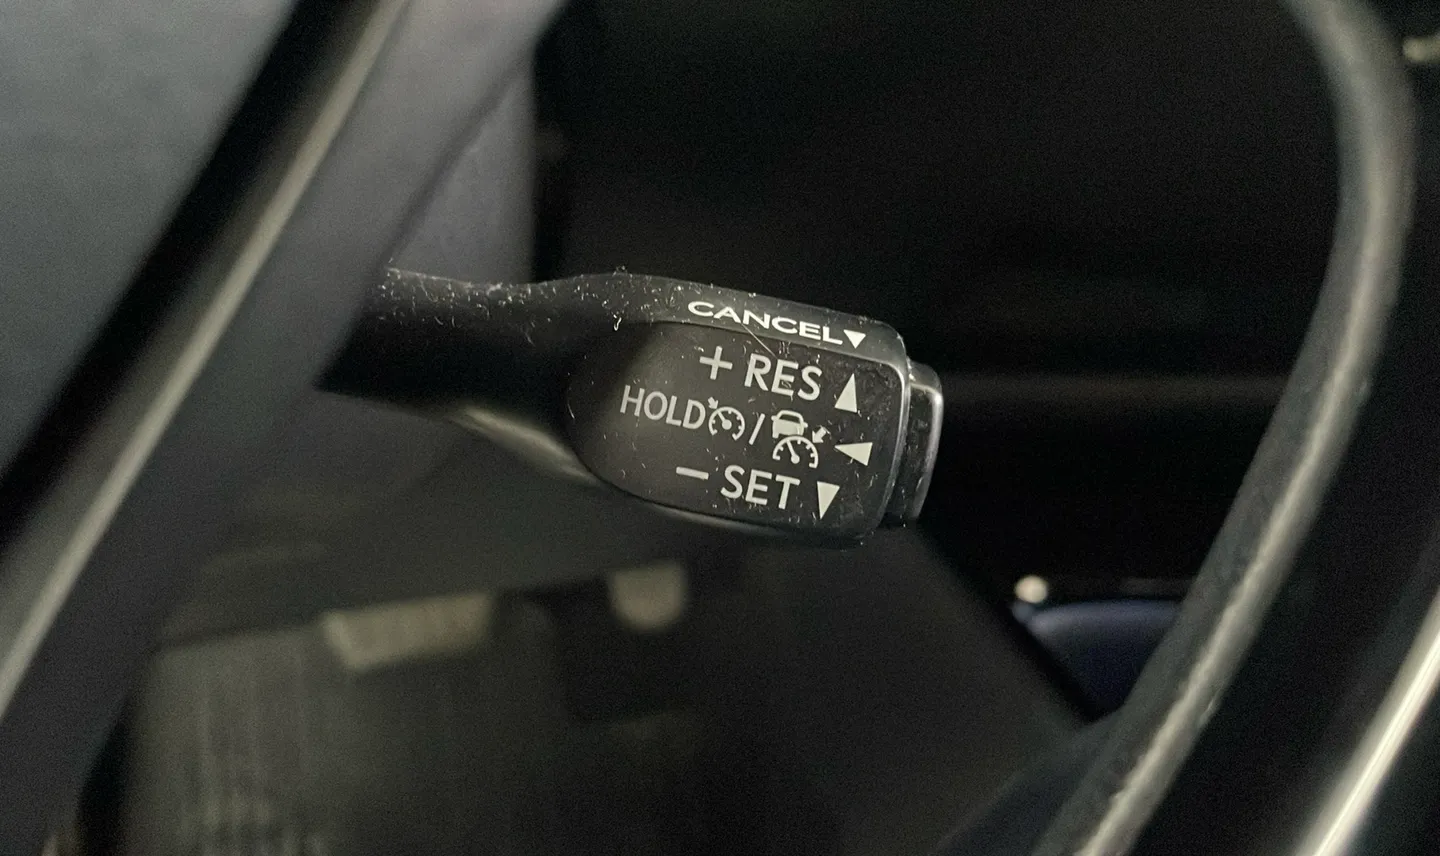 CANCEL▼
+ RES ▲
HOLD / ◀
− SET ▼